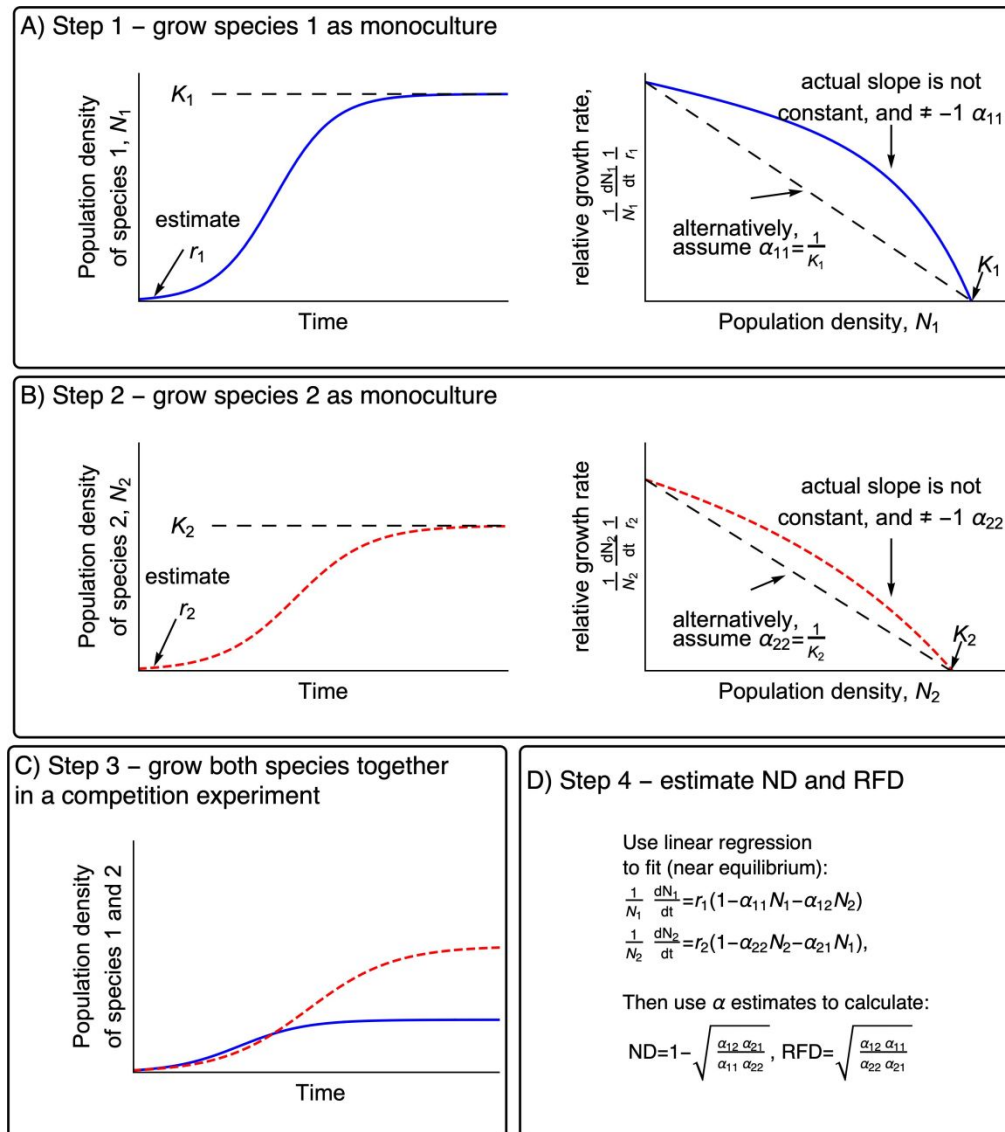 A) Step 1 – grow species 1 as monoculture
Population density
of species 1, N₁
K₁
estimate
r₁
Time
relative growth rate,
1/N₁ dN₁/dt 1/r₁
actual slope is not
constant, and ≠ −1 α₁₁
alternatively,
assume α₁₁=1/K₁
K₁
Population density, N₁
B) Step 2 – grow species 2 as monoculture
Population density
of species 2, N₂
K₂
estimate
r₂
Time
relative growth rate
1/N₂ dN₂/dt 1/r₂
actual slope is not
constant, and ≠ −1 α₂₂
alternatively,
assume α₂₂=1/K₂
K₂
Population density, N₂
C) Step 3 – grow both species together
in a competition experiment
Population density
of species 1 and 2
Time
D) Step 4 – estimate ND and RFD
Use linear regression
to fit (near equilibrium):
1/N₁ dN₁/dt=r₁(1−α₁₁N₁−α₁₂N₂)
1/N₂ dN₂/dt=r₂(1−α₂₂N₂−α₂₁N₁),
Then use α estimates to calculate:
ND=1−√(α₁₂ α₂₁/α₁₁ α₂₂), RFD=√(α₁₂ α₁₁/α₂₂ α₂₁)